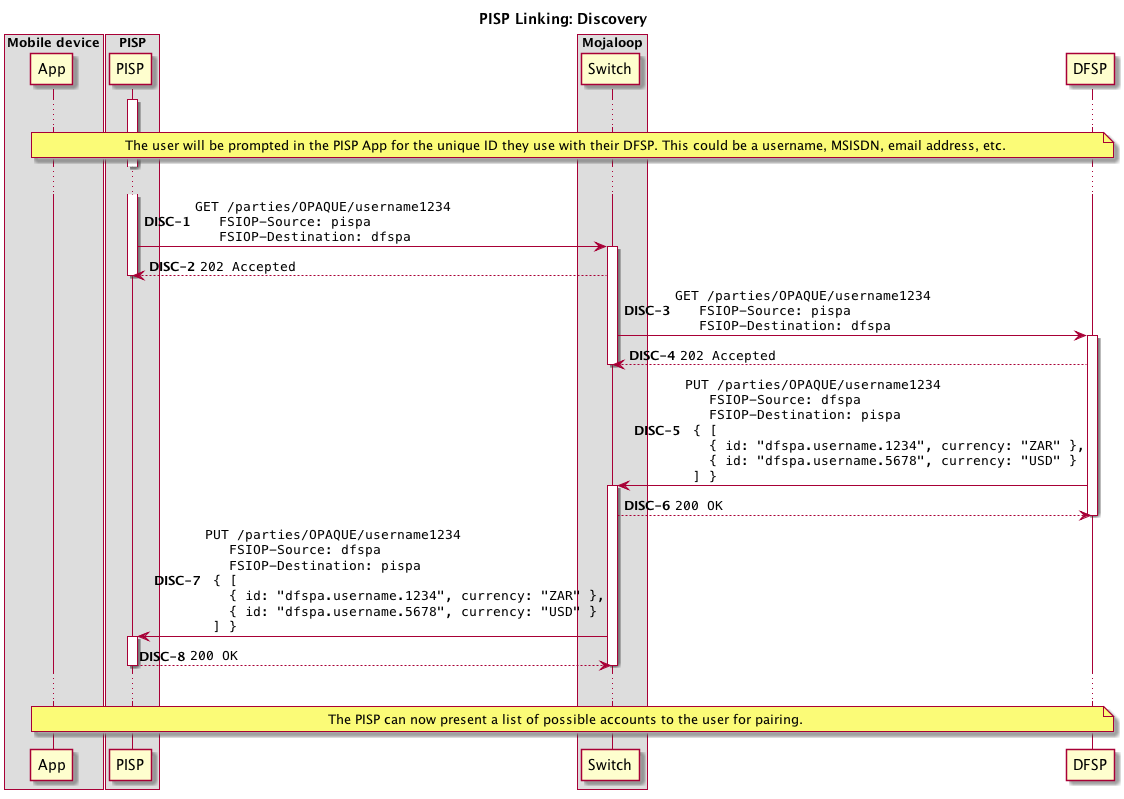 PISP Linking: Discovery
Mobile device
PISP
Mojaloop
App
PISP
Switch
DFSP
The user will be prompted in the PISP App for the unique ID they use with their DFSP. This could be a username, MSISDN, email address, etc.
DISC-1
GET /parties/OPAQUE/username1234
FSIOP-Source: pispa
FSIOP-Destination: dfspa
DISC-2 202 Accepted
DISC-3
GET /parties/OPAQUE/username1234
FSIOP-Source: pispa
FSIOP-Destination: dfspa
DISC-4 202 Accepted
DISC-5
PUT /parties/OPAQUE/username1234
FSIOP-Source: dfspa
FSIOP-Destination: pispa
{ [
{ id: "dfspa.username.1234", currency: "ZAR" },
{ id: "dfspa.username.5678", currency: "USD" }
] }
DISC-6 200 OK
DISC-7
PUT /parties/OPAQUE/username1234
FSIOP-Source: dfspa
FSIOP-Destination: pispa
{ [
{ id: "dfspa.username.1234", currency: "ZAR" },
{ id: "dfspa.username.5678", currency: "USD" }
] }
DISC-8 200 OK
The PISP can now present a list of possible accounts to the user for pairing.
App
PISP
Switch
DFSP